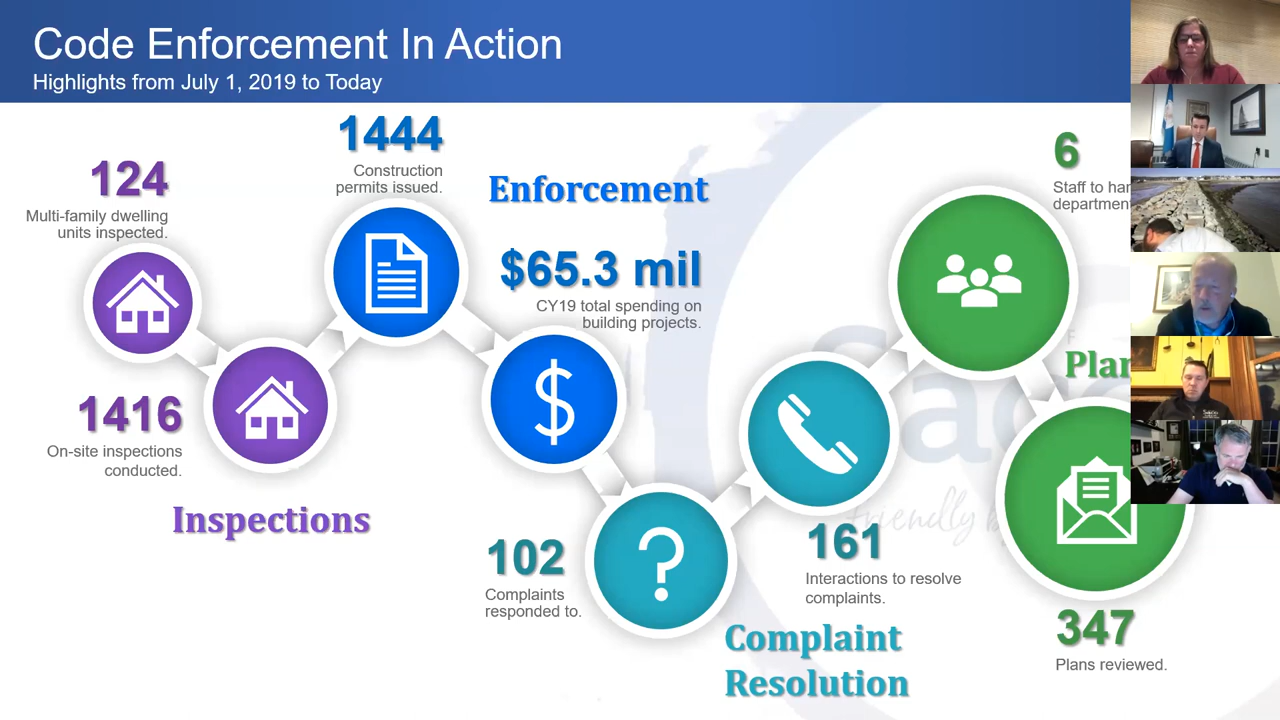 Code Enforcement In Action
Highlights from July 1, 2019 to Today
124
Multi-family dwelling
units inspected.
1416
On-site inspections
conducted.
Inspections
1444
Construction
permits issued.
Enforcement
$65.3 mil
CY19 total spending on
building projects.
102
Complaints
responded to.
161
Interactions to resolve
complaints.
Complaint
Resolution
6
Staff to har
departmen
Plan
347
Plans reviewed.
Friendly b